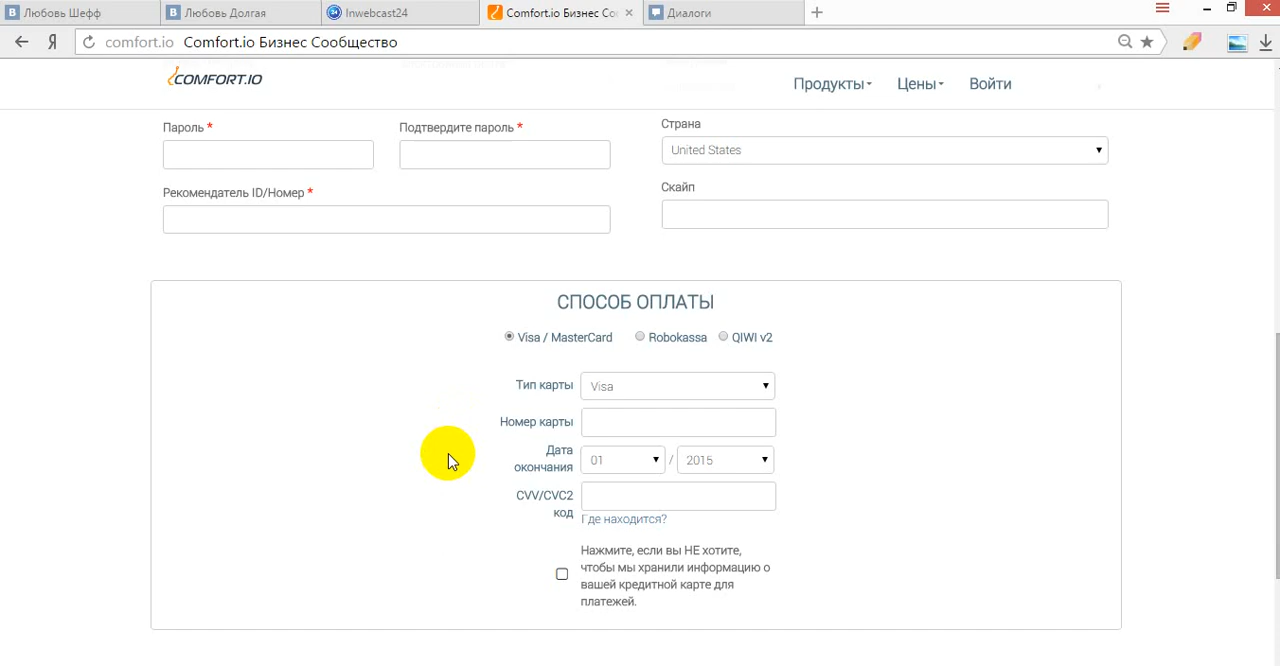 Любовь Шефф
Любовь Долгая
Inwebcast24
Comfort.io Бизнес Со
Диалоги
comfort.io Comfort.io Бизнес Сообщество
COMFORT.IO
Продукты
Цены
Войти
Пароль *
Подтвердите пароль *
Страна
United States
Рекомендатель ID/Номер *
Скайп
СПОСОБ ОПЛАТЫ
Visa / MasterCard
Robokassa
QIWI v2
Тип карты
Visa
Номер карты
Дата
окончания
01 / 2015
CVV/CVC2
код
Где находится?
Нажмите, если вы НЕ хотите,
чтобы мы хранили информацию о
вашей кредитной карте для
платежей.